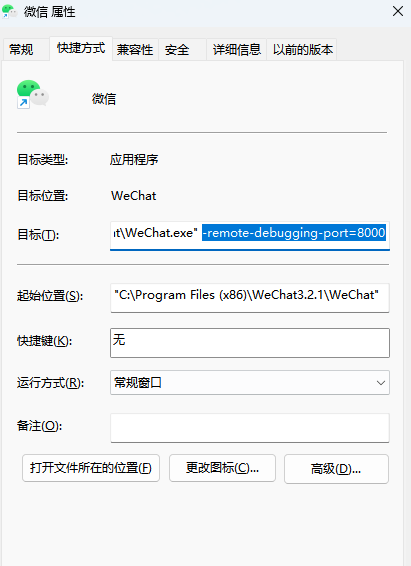 微信 属性
常规 快捷方式 兼容性 安全 详细信息 以前的版本
微信
目标类型: 应用程序
目标位置: WeChat
目标(T): ıt\WeChat.exe" -remote-debugging-port=8000
起始位置(S): "C:\Program Files (x86)\WeChat3.2.1\WeChat"
快捷键(K): 无
运行方式(R): 常规窗口
备注(O):
打开文件所在的位置(F) 更改图标(C)... 高级(D)...